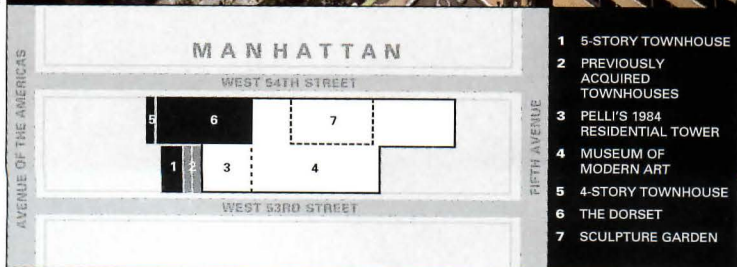 MANHATTAN
WEST 54TH STREET
AVENUE OF THE AMERICAS
FIFTH AVENUE
5
6
7
1
2
3
4
WEST 53RD STREET
1 5-STORY TOWNHOUSE
2 PREVIOUSLY
ACQUIRED
TOWNHOUSES
3 PELLI'S 1984
RESIDENTIAL TOWER
4 MUSEUM OF
MODERN ART
5 4-STORY TOWNHOUSE
6 THE DORSET
7 SCULPTURE GARDEN